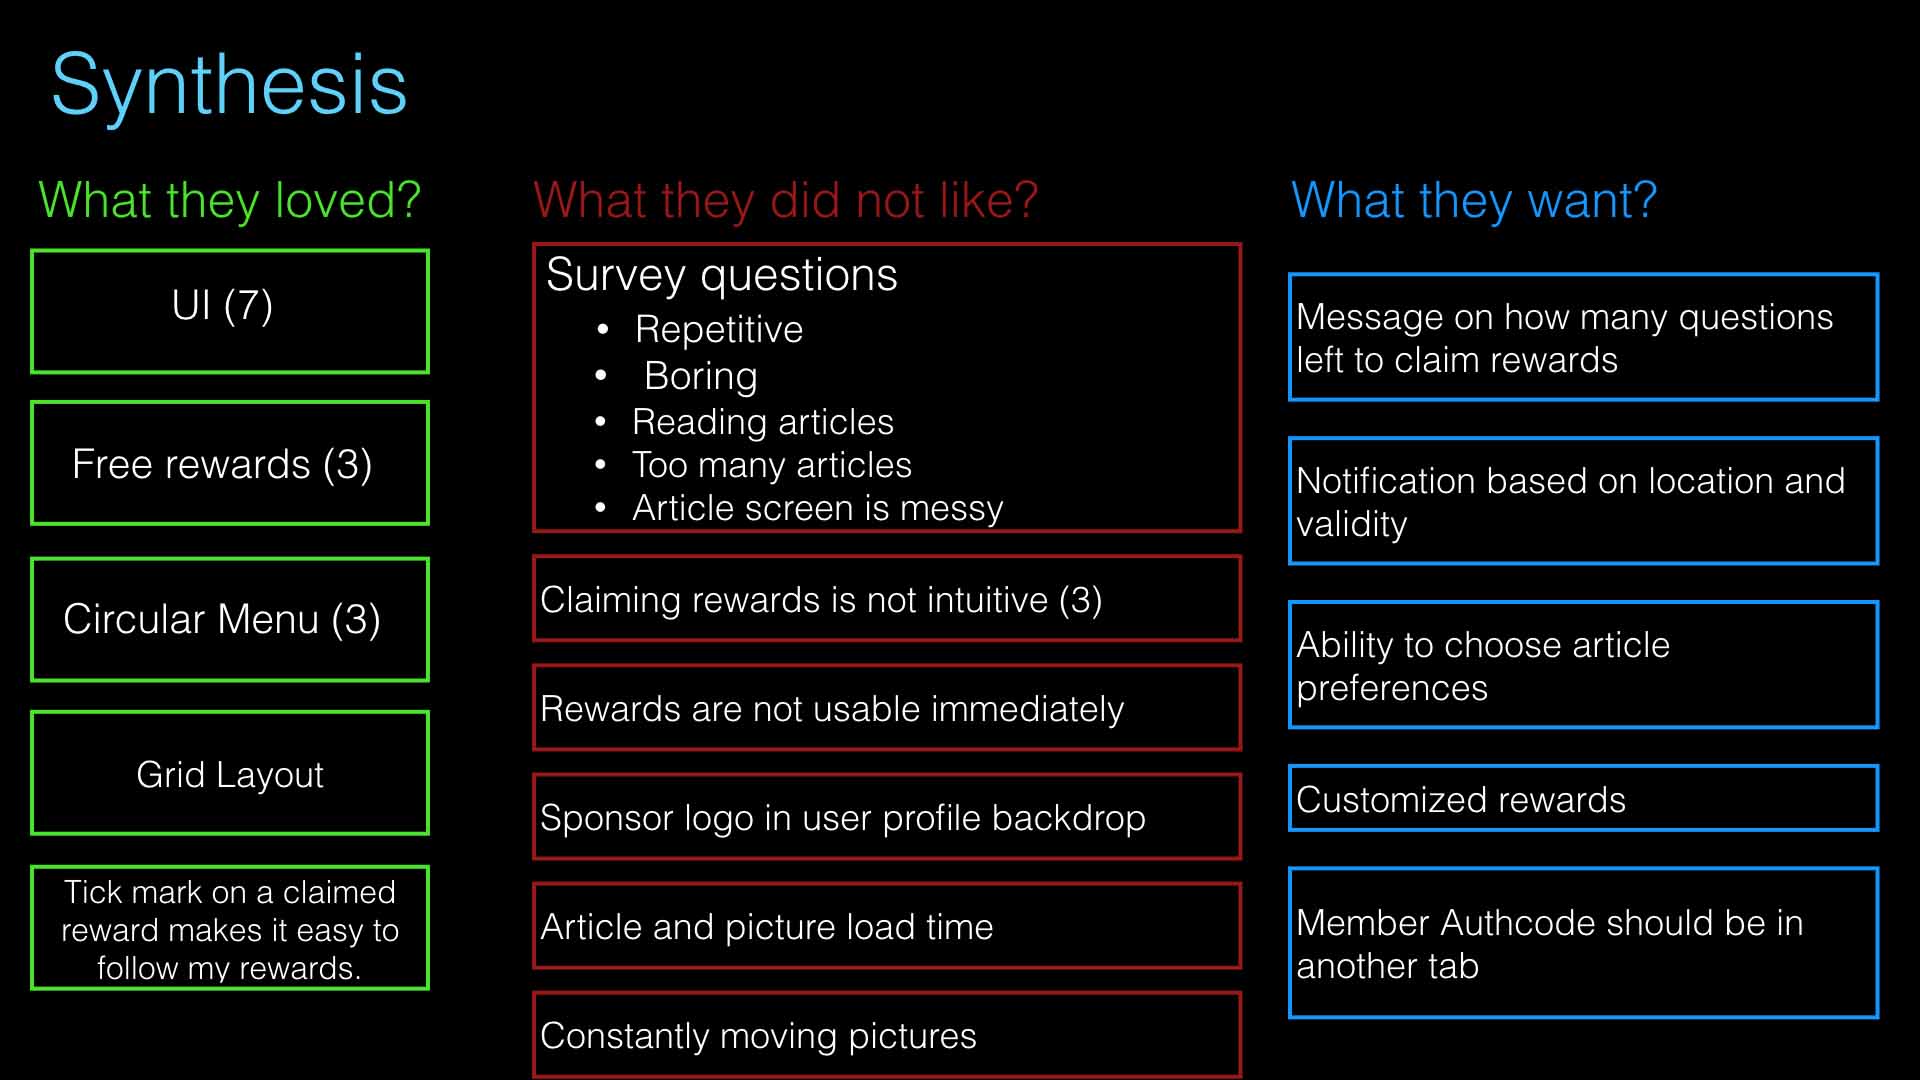 Synthesis
What they loved?
UI (7)
Free rewards (3)
Circular Menu (3)
Grid Layout
Tick mark on a claimed
reward makes it easy to
follow my rewards.
What they did not like?
Survey questions
• Repetitive
• Boring
• Reading articles
• Too many articles
• Article screen is messy
Claiming rewards is not intuitive (3)
Rewards are not usable immediately
Sponsor logo in user profile backdrop
Article and picture load time
Constantly moving pictures
What they want?
Message on how many questions
left to claim rewards
Notification based on location and
validity
Ability to choose article
preferences
Customized rewards
Member Authcode should be in
another tab